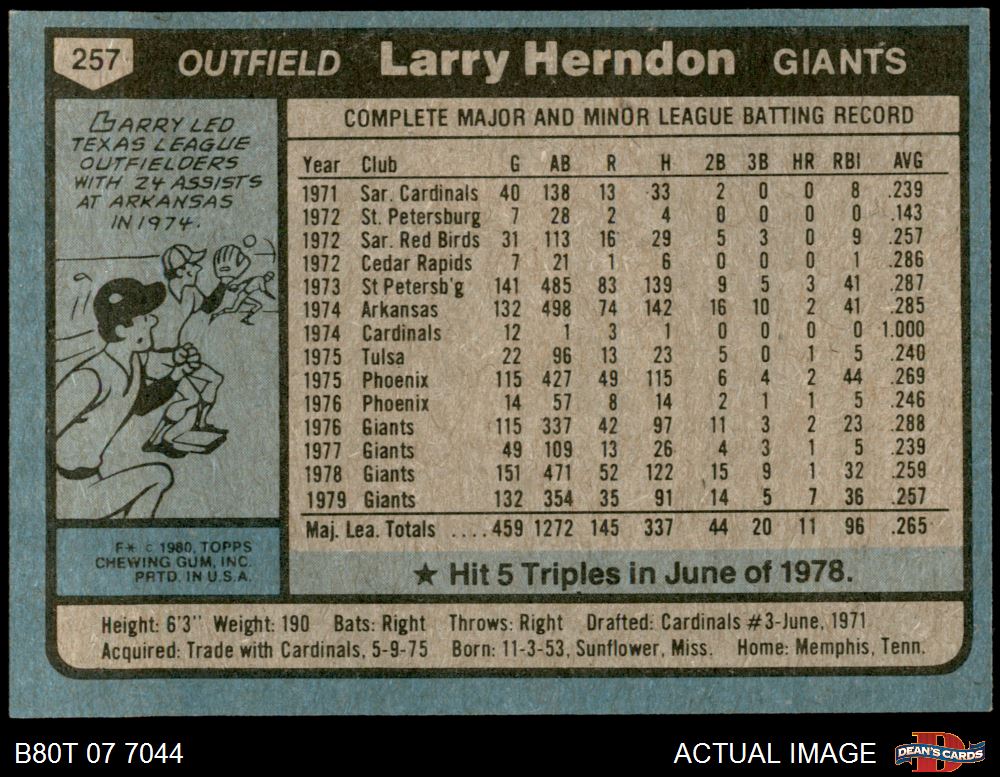 257 OUTFIELD Larry Herndon GIANTS
LARRY LED
TEXAS LEAGUE
OUTFIELDERS
WITH 24 ASSISTS
AT ARKANSAS
IN 1974.
F* © 1980, TOPPS
CHEWING GUM, INC.
PRTD. IN U.S.A.
COMPLETE MAJOR AND MINOR LEAGUE BATTING RECORD
Year Club G AB R H 2B 3B HR RBI AVG
1971 Sar. Cardinals 40 138 13 33 2 0 0 8 .239
1972 St. Petersburg 7 28 2 4 0 0 0 0 .143
1972 Sar. Red Birds 31 113 16 29 5 3 0 9 .257
1972 Cedar Rapids 7 21 1 6 0 0 0 1 .286
1973 St Petersb'g 141 485 83 139 9 5 3 41 .287
1974 Arkansas 132 498 74 142 16 10 2 41 .285
1974 Cardinals 12 1 3 1 0 0 0 0 1.000
1975 Tulsa 22 96 13 23 5 0 1 5 .240
1975 Phoenix 115 427 49 115 6 4 2 44 .269
1976 Phoenix 14 57 8 14 2 1 1 5 .246
1976 Giants 115 337 42 97 11 3 2 23 .288
1977 Giants 49 109 13 26 4 3 1 5 .239
1978 Giants 151 471 52 122 15 9 1 32 .259
1979 Giants 132 354 35 91 14 5 7 36 .257
Maj. Lea. Totals ....459 1272 145 337 44 20 11 96 .265
★ Hit 5 Triples in June of 1978.
Height: 6'3" Weight: 190 Bats: Right Throws: Right Drafted: Cardinals #3-June, 1971
Acquired: Trade with Cardinals, 5-9-75 Born: 11-3-53, Sunflower, Miss. Home: Memphis, Tenn.
B80T 07 7044 ACTUAL IMAGE D DEAN'S CARDS